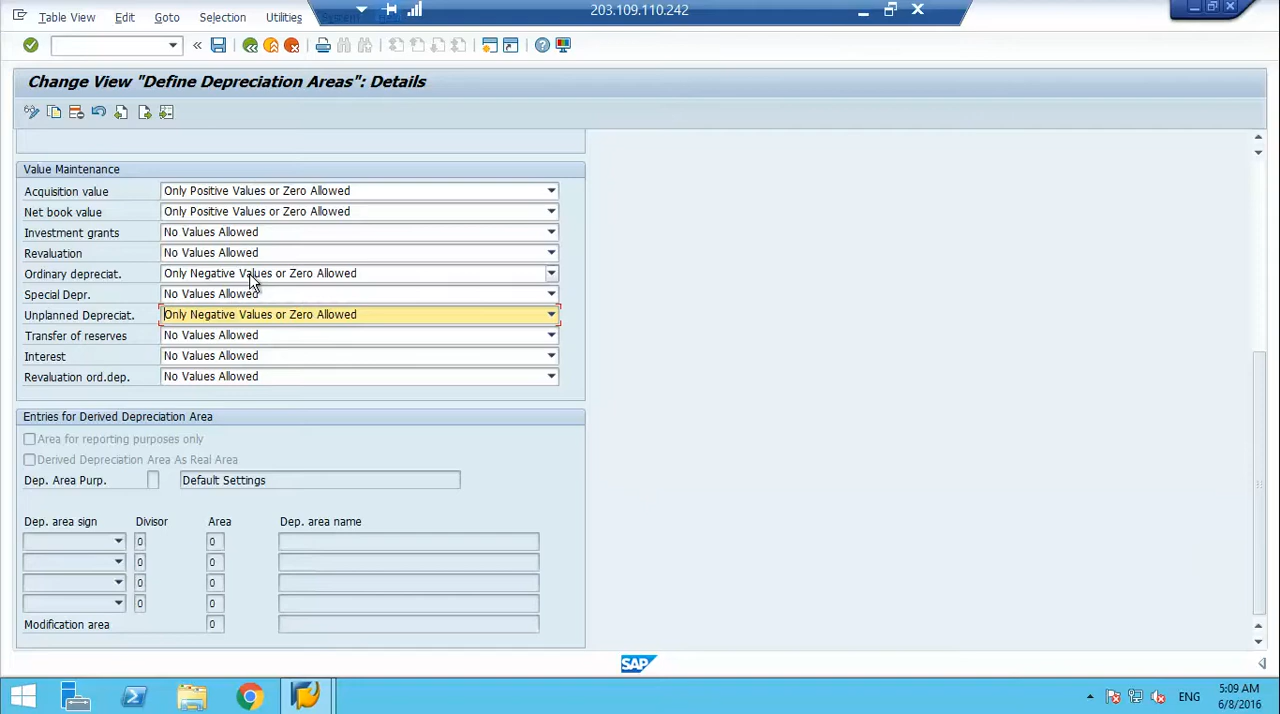 203.109.110.242
Table View Edit Goto Selection Utilities System
Change View "Define Depreciation Areas": Details
Value Maintenance
Acquisition value Only Positive Values or Zero Allowed
Net book value Only Positive Values or Zero Allowed
Investment grants No Values Allowed
Revaluation No Values Allowed
Ordinary depreciat. Only Negative Values or Zero Allowed
Special Depr. No Values Allowed
Unplanned Depreciat. Only Negative Values or Zero Allowed
Transfer of reserves No Values Allowed
Interest No Values Allowed
Revaluation ord.dep. No Values Allowed
Entries for Derived Depreciation Area
Area for reporting purposes only
Derived Depreciation Area As Real Area
Dep. Area Purp. Default Settings
Dep. area sign Divisor Area Dep. area name
0 0
0 0
0 0
0 0
Modification area 0
SAP
ENG
5:09 AM
6/8/2016